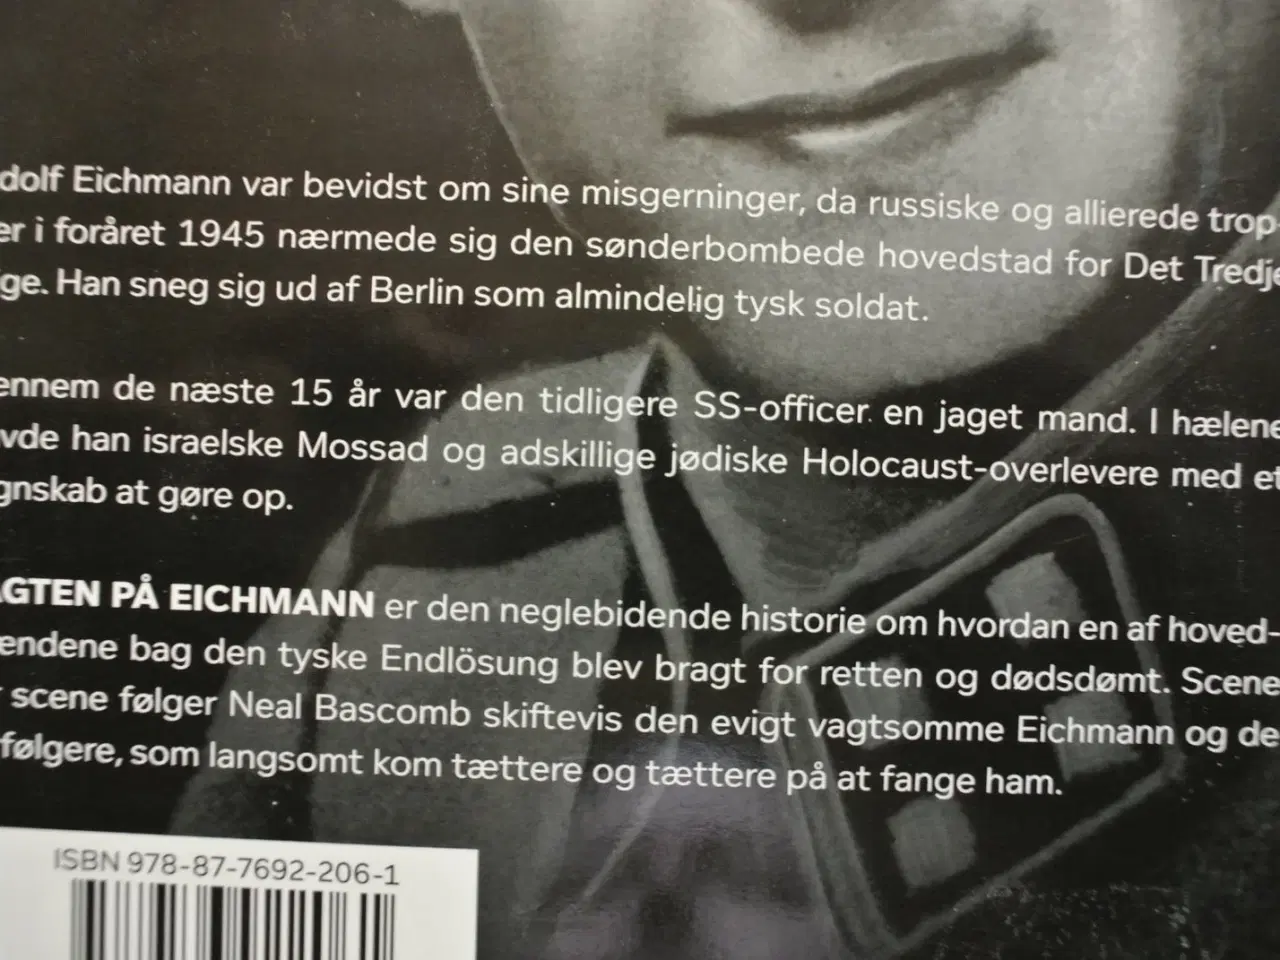 dolf Eichmann var bevidst om sine misgerninger, da russiske og allierede trop-
er i foråret 1945 nærmede sig den sønderbombede hovedstad for Det Tredje
ge. Han sneg sig ud af Berlin som almindelig tysk soldat.
ennem de næste 15 år var den tidligere SS-officer. en jaget mand. I hælene
vde han israelske Mossad og adskillige jødiske Holocaust-overlevere med et
gnskab at gøre op.
AGTEN PÅ EICHMANN er den neglebidende historie om hvordan en af hoved-
endene bag den tyske Endlösung blev bragt for retten og dødsdømt. Scene
r scene følger Neal Bascomb skiftevis den evigt vagtsomme Eichmann og de
følgere, som langsomt kom tættere og tættere på at fange ham.
ISBN 978-87-7692-206-1